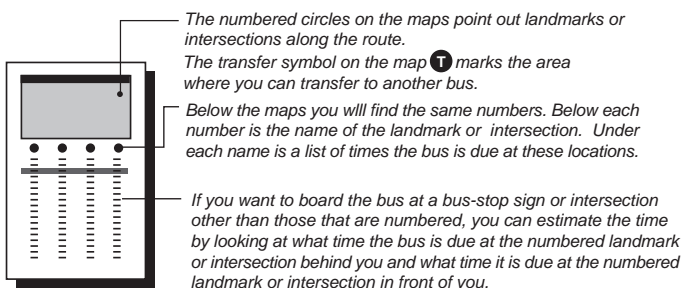 The numbered circles on the maps point out landmarks or
intersections along the route.
The transfer symbol on the map T marks the area
where you can transfer to another bus.
Below the maps you wlll find the same numbers. Below each
number is the name of the landmark or intersection. Under
each name is a list of times the bus is due at these locations.
If you want to board the bus at a bus-stop sign or intersection
other than those that are numbered, you can estimate the time
by looking at what time the bus is due at the numbered landmark
or intersection behind you and what time it is due at the numbered
landmark or intersection in front of you.